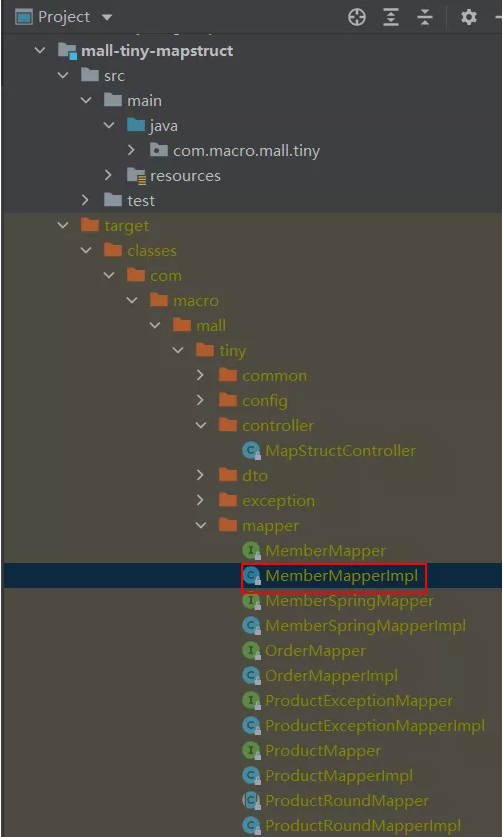 Project
mall-tiny-mapstruct
src
main
java
com.macro.mall.tiny
resources
test
target
classes
com
macro
mall
tiny
common
config
controller
MapStructController
dto
exception
mapper
MemberMapper
MemberMapperImpl
MemberSpringMapper
MemberSpringMapperImpl
OrderMapper
OrderMapperImpl
ProductExceptionMapper
ProductExceptionMapperImpl
ProductMapper
ProductMapperImpl
ProductRoundMapper
ProductRoundMapperImpl